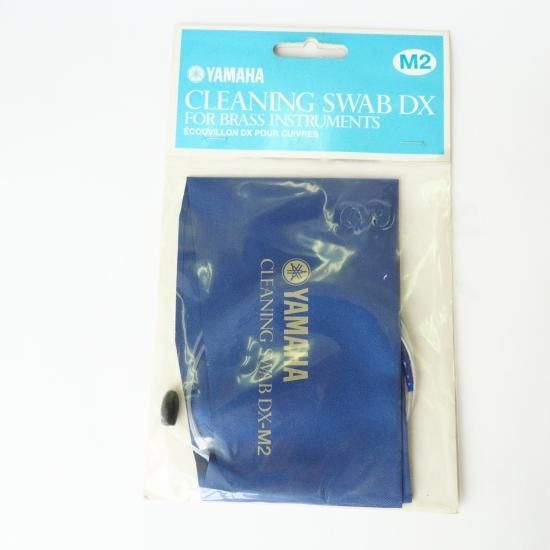 YAMAHA
M2
CLEANING SWAB DX
FOR BRASS INSTRUMENTS
ÉCOUVILLON DX POUR CUIVRES
YAMAHA
CLEANING SWAB DX-M2